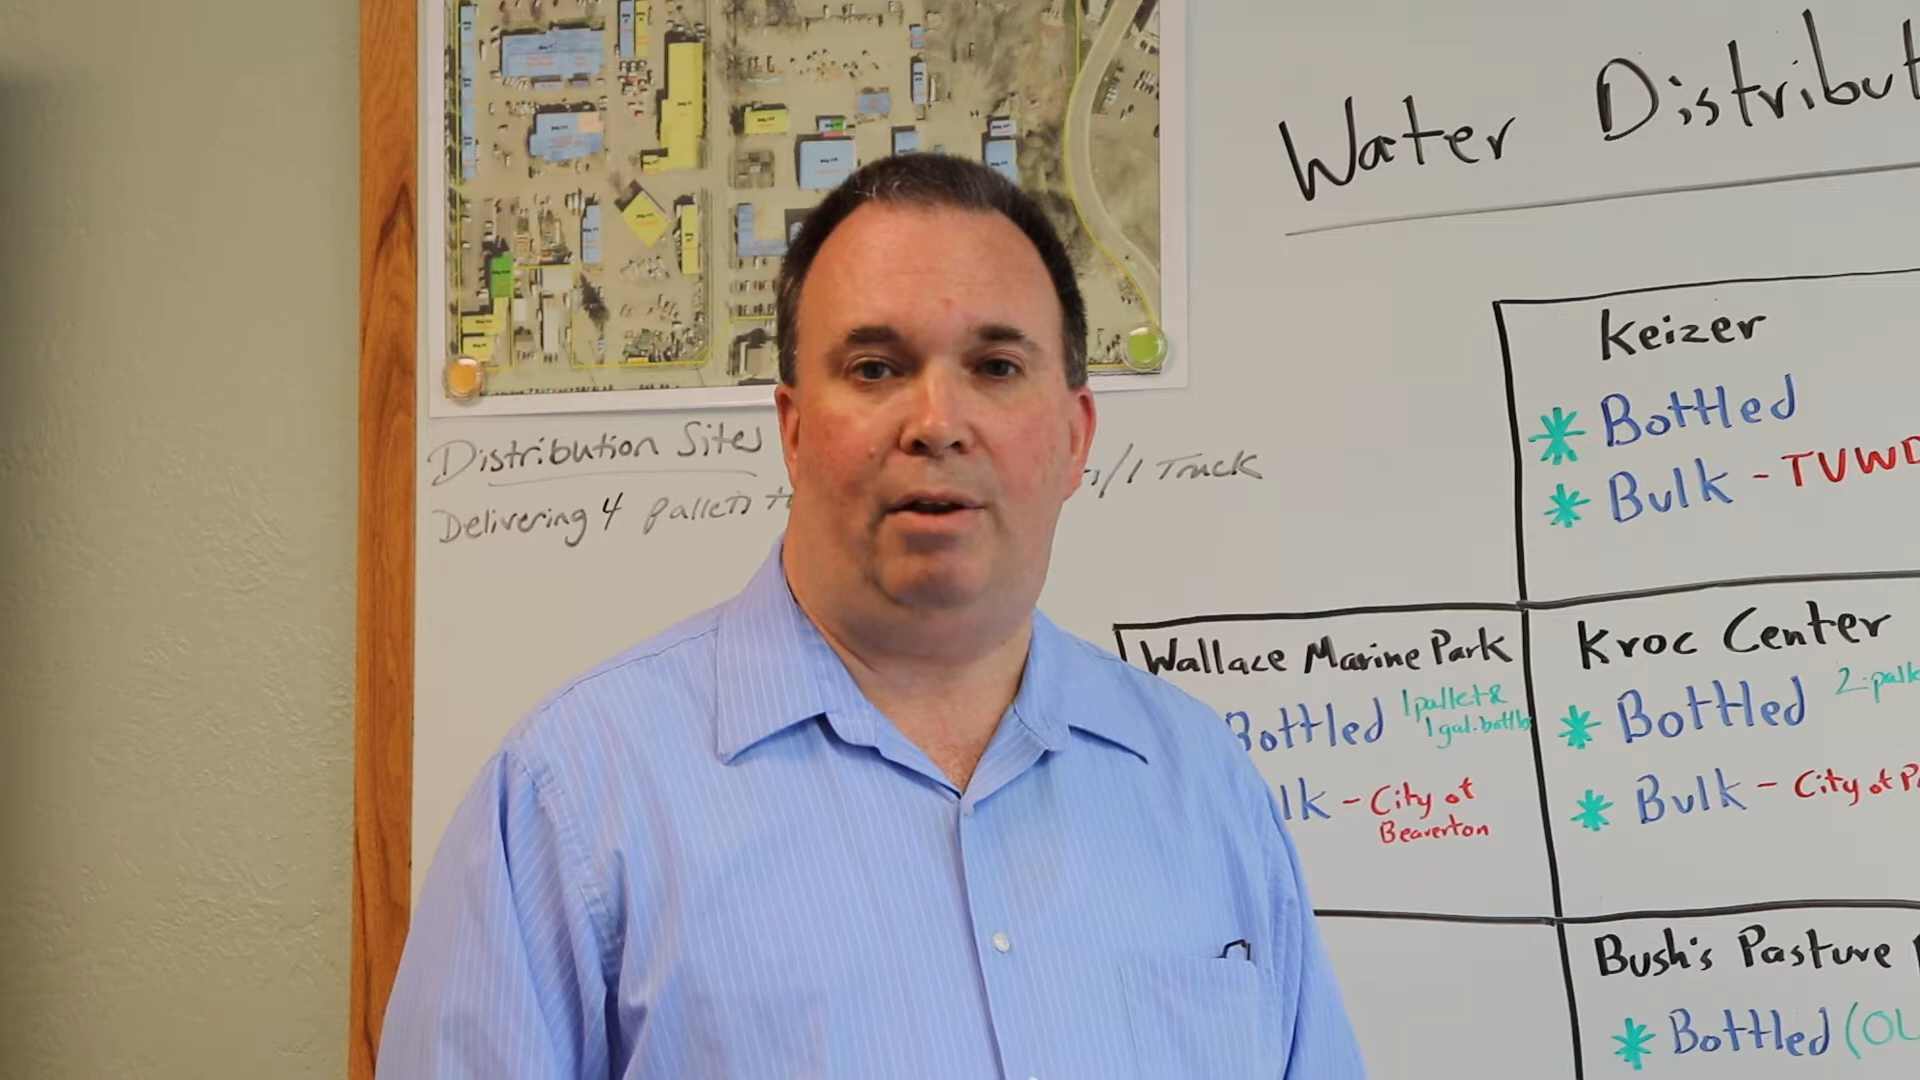 Water Distribut
Distribution Sites
/1 Truck
Delivering 4 pallets
Keizer
* Bottled
* Bulk - TVWD
Wallace Marine Park
Bottled 1 pallet &
1 gal. bottles
lk - City of
Beaverton
Kroc Center
* Bottled 2 - pall
* Bulk - City of P
Bush's Pasture
* Bottled (OL